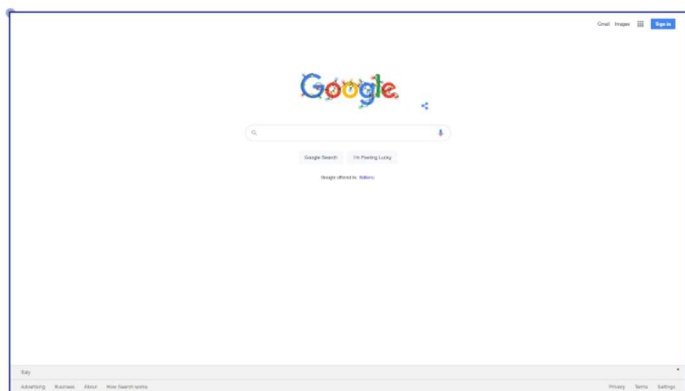 Gmail Images Sign in
Google
Google Search I'm Feeling Lucky
Google offered in: Italiano
Italy
Advertising Business About How Search works Privacy Terms Settings